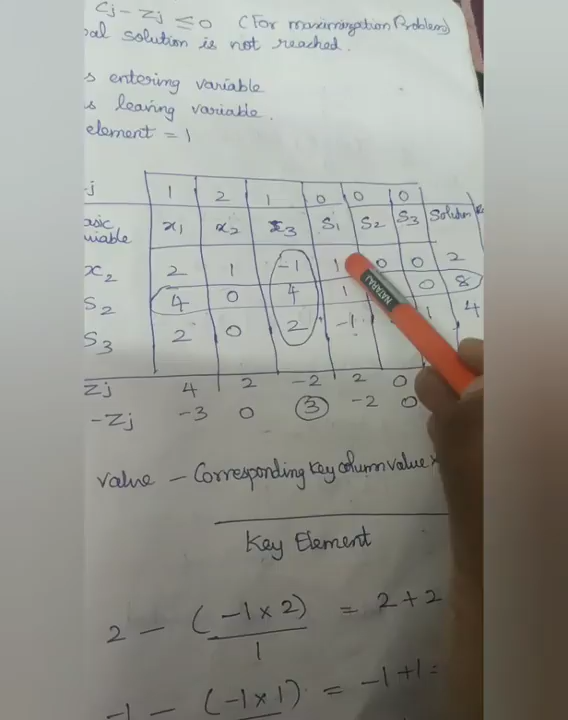 Cj - Zj ≤ 0 (For maximization Problem)
al solution is not reached.
s entering variable
s leaving variable.
element = 1
j 1 2 1 0 0 0
asic variable x1 x2 x3 S1 S2 S3 Solution
x2 2 1 -1 1 0 0 2
S2 4 0 4 1 0 8
S3 2 0 2 -1 1 4
Zj 4 2 -2 2 0
-Zj -3 0 3 -2 0
value - Corresponding key column value ×
Key Element
2 - (-1 × 2) = 2 + 2
1
-1 - (-1 × 1) = -1 + 1 =
NATARAJ